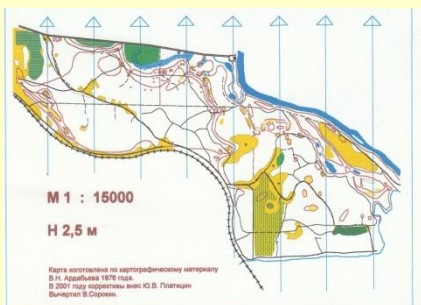 М 1 : 15000
Н 2,5 м
Карта изготовлена по картографическому материалу
В.Н. Ардабьева 1976 года.
В 2001 году коррективы внес Ю.В. Платицин
Вычертил В.Сорокин.